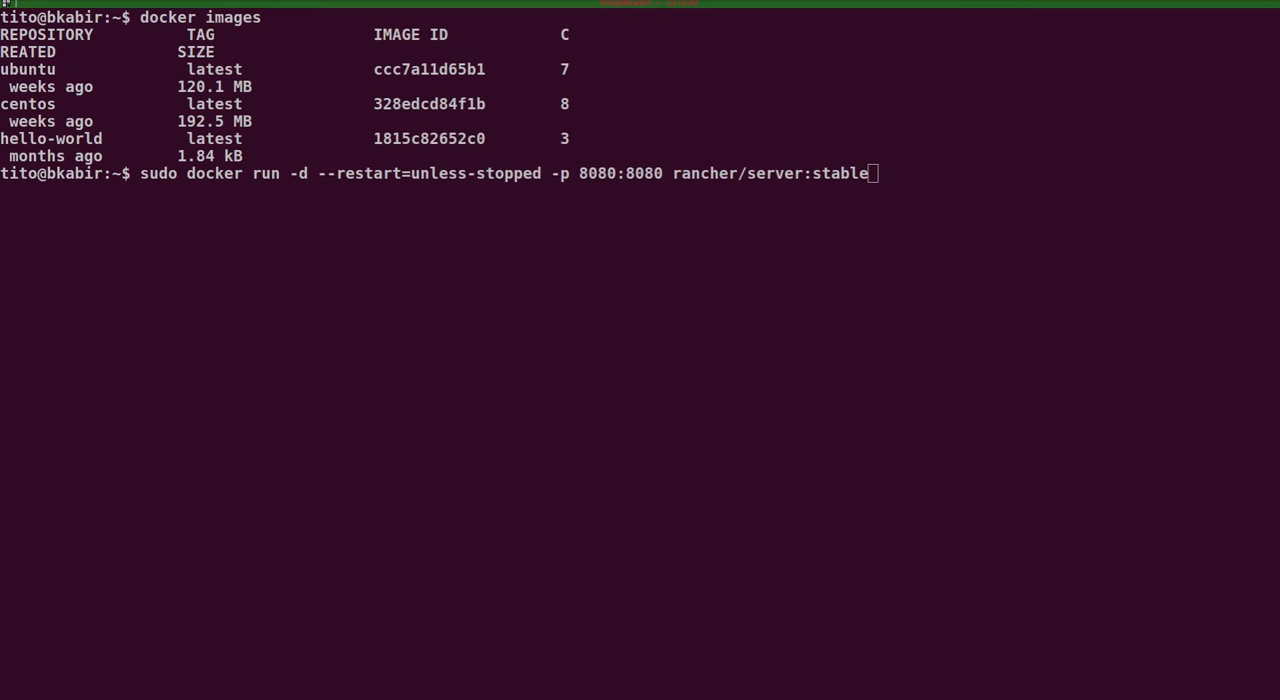 tito@bkabir:~$ docker images
REPOSITORY TAG IMAGE ID C
REATED SIZE
ubuntu latest ccc7a11d65b1 7
weeks ago 120.1 MB
centos latest 328edcd84f1b 8
weeks ago 192.5 MB
hello-world latest 1815c82652c0 3
months ago 1.84 kB
tito@bkabir:~$ sudo docker run -d --restart=unless-stopped -p 8080:8080 rancher/server:stable